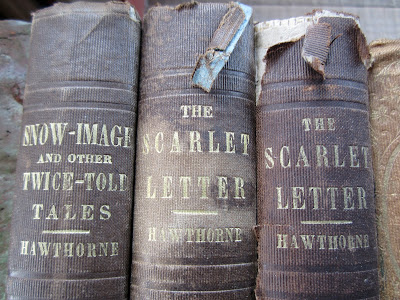 SNOW-IMAGE
AND OTHER
TWICE-TOLD
TALES
HAWTHORNE
THE
SCARLET
LETTER
HAWTHORNE
THE
SCARLET
LETTER
HAWTHORNE